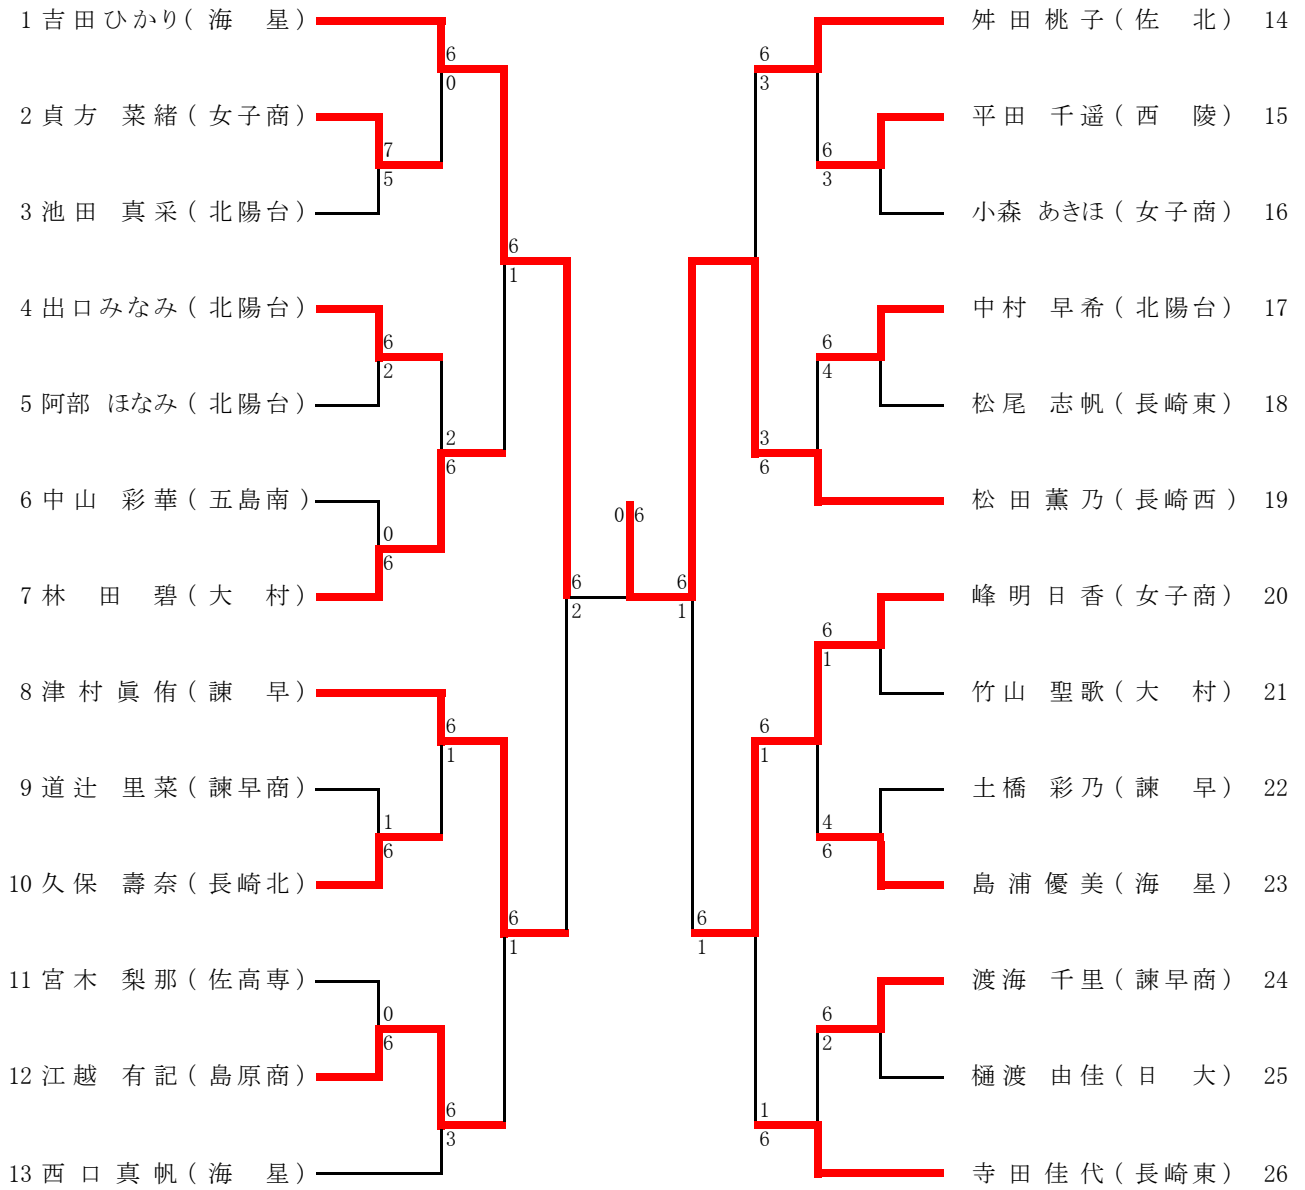 1 吉田ひかり ( 海 星 )
舛田桃子 ( 佐 北 ) 14
6 6
0 3
2 貞方 菜緒 ( 女子商 )
平田 千遥 ( 西 陵 ) 15
7 6
5 3
3 池田 真采 ( 北陽台 )
小森 あきほ ( 女子商 ) 16
6
1
4 出口みなみ ( 北陽台 )
中村 早希 ( 北陽台 ) 17
6 6
2 4
5 阿部 ほなみ ( 北陽台 )
松尾 志帆 ( 長崎東 ) 18
2 3
6 6
6 中山 彩華 ( 五島南 )
松田薫乃 ( 長崎西 ) 19
0 6
0
6
6 6
2 1
7 林田碧 ( 大 村 )
峰明日香 ( 女子商 ) 20
6
1
8 津村眞侑 ( 諫 早 )
竹山 聖歌 ( 大 村 ) 21
6 6
1 1
9 道辻 里菜 ( 諫早商 )
土橋 彩乃 ( 諫 早 ) 22
1 4
6 6
10 久保 壽奈 ( 長崎北 )
島浦優美 ( 海 星 ) 23
6 6
1 1
11 宮木 梨那 ( 佐高専 )
渡海 千里 ( 諫早商 ) 24
0 6
6 2
12 江越 有記 ( 島原商 )
樋渡 由佳 ( 日 大 ) 25
6 1
3 6
13 西口真帆 ( 海 星 )
寺田佳代 ( 長崎東 ) 26